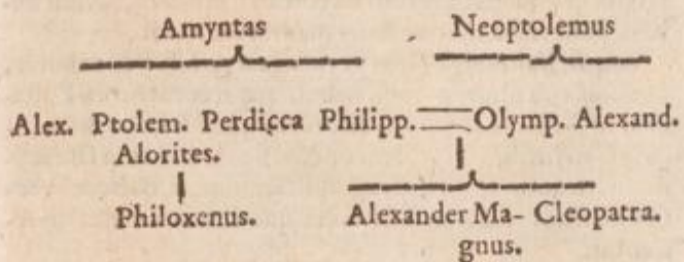 Amyntas Neoptolemus
Alex. Ptolem. Perdicca Philipp. Olymp. Alexand.
Alorites.
Philoxenus. Alexander Ma- Cleopatra.
gnus.